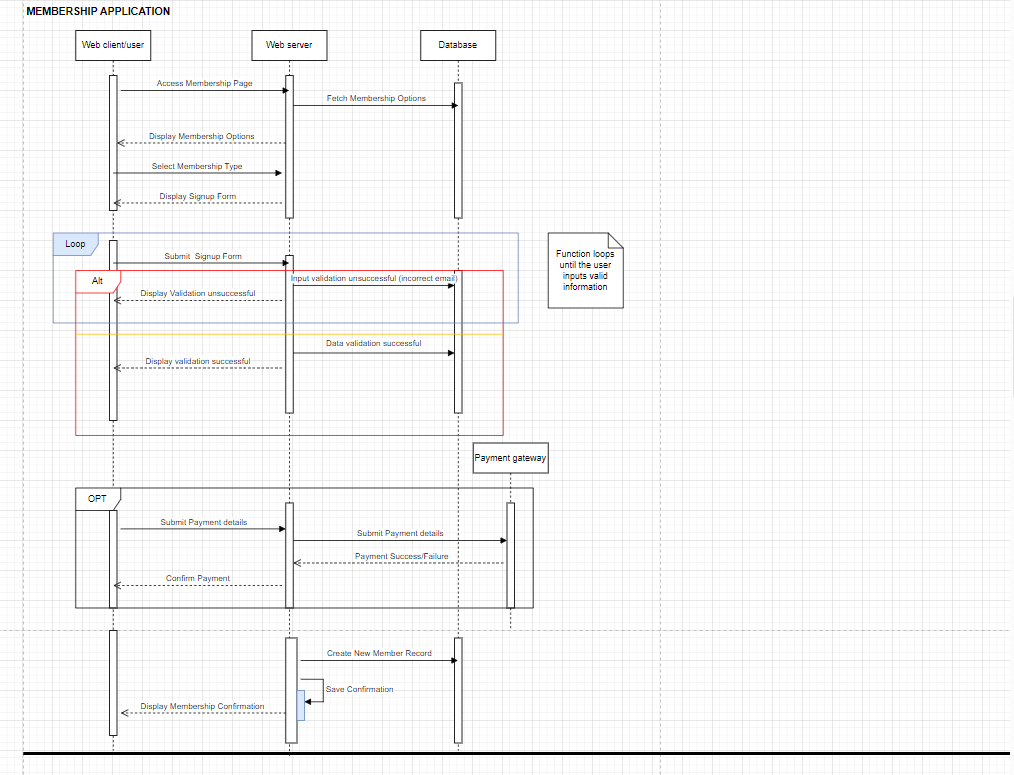 MEMBERSHIP APPLICATION
Web client/user
Web server
Database
Access Membership Page
Fetch Membership Options
Display Membership Options
Select Membership Type
Display Signup Form
Loop
Submit Signup Form
Function loops
until the user
inputs valid
information
Alt
Input validation unsuccessful (incorrect email)
Display Validation unsuccessful
Data validation successful
Display validation successful
Payment gateway
OPT
Submit Payment details
Submit Payment details
Payment Success/Failure
Confirm Payment
Create New Member Record
Save Confirmation
Display Membership Confirmation